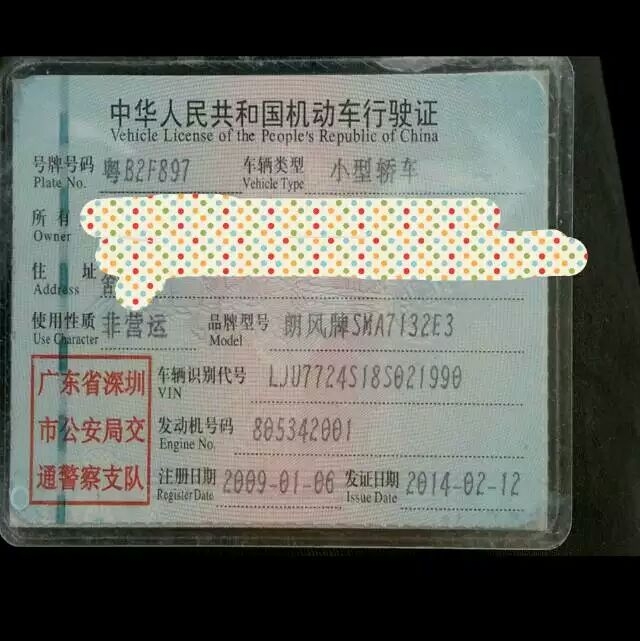 中华人民共和国机动车行驶证
Vehicle License of the People's Republic of China
号牌号码 粤B2F897 车辆类型 小型轿车
Plate No. Vehicle Type
所有
Owner
住址
Address
使用性质 非营运 品牌型号 朗风牌SMA7132E3
Use Character Model
广东省深圳 车辆识别代号 LJU7724S18S021990
VIN
市公安局交 发动机号码 805342001
Engine No.
通警察支队 注册日期 2009-01-06 发证日期 2014-02-12
Register Date Issue Date